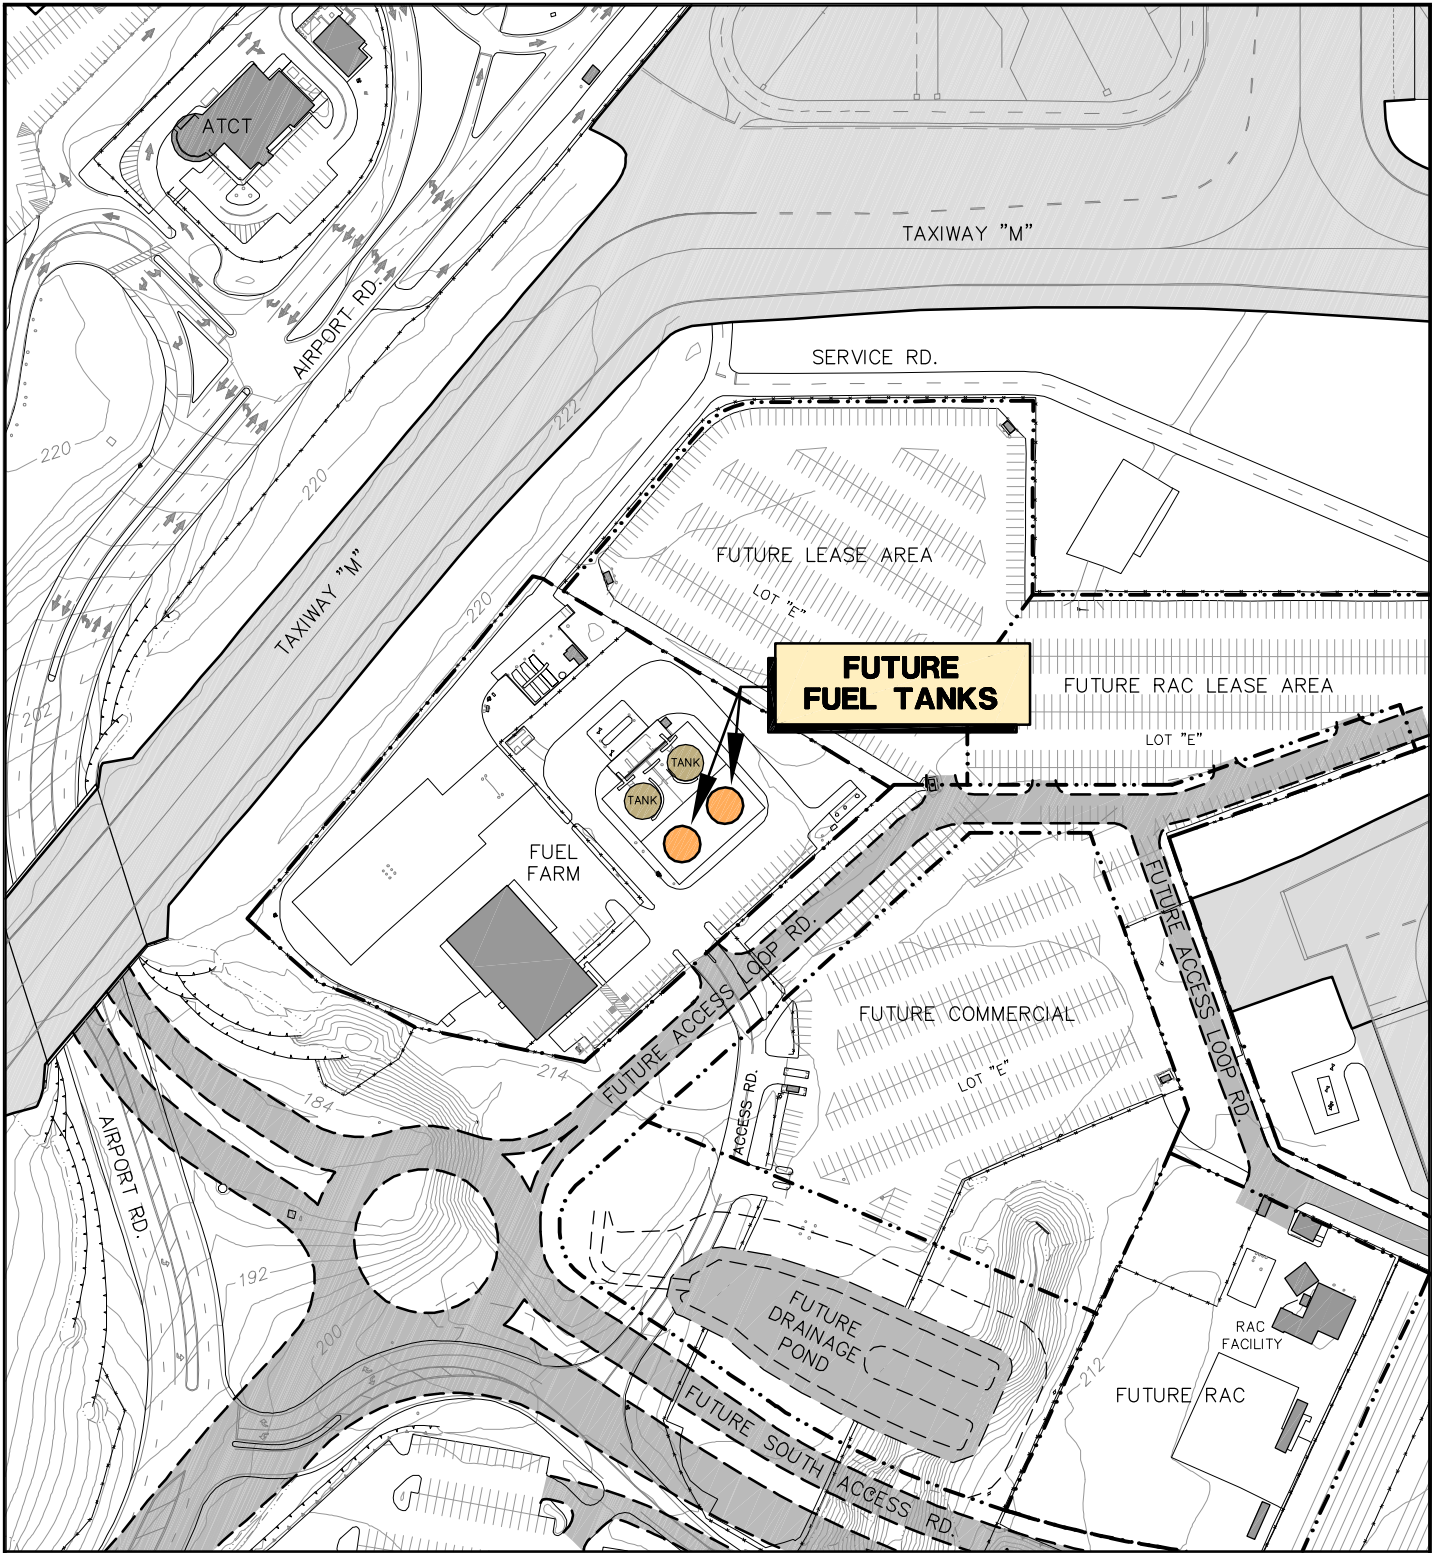 ATCT
TAXIWAY "M"
AIRPORT RD.
SERVICE RD.
222
220
220
FUTURE LEASE AREA
LOT "E"
TAXIWAY "M"
220
FUTURE
FUEL TANKS
FUTURE RAC LEASE AREA
LOT "E"
202
TANK
TANK
FUEL
FARM
FUTURE ACCESS LOOP RD.
FUTURE ACCESS LOOP RD.
FUTURE COMMERCIAL
LOT "E"
214
184
ACCESS RD.
AIRPORT RD.
192
200
FUTURE
DRAINAGE
POND
RAC
FACILITY
212
FUTURE RAC
FUTURE SOUTH ACCESS RD.